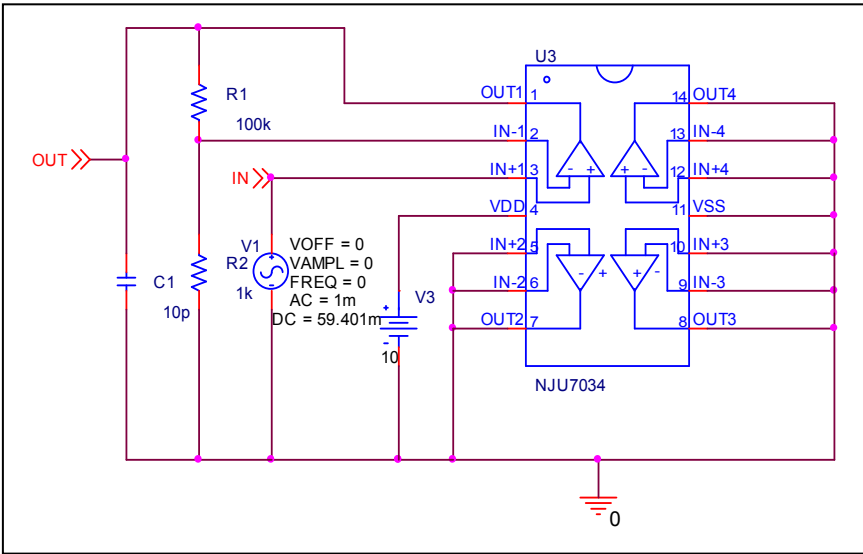 U3
OUT1 1
14 OUT4
R1
100k
IN-1 2
13 IN-4
OUT
IN
IN+1 3
12 IN+4
- +
+ -
VDD 4
11 VSS
V1
VOFF = 0
R2
VAMPL = 0
FREQ = 0
1k
AC = 1m
DC = 59.401m
+
-
IN+2 5
10 IN+3
C1
10p
- +
+ -
IN-2 6
9 IN-3
V3
+
-
10
OUT2 7
8 OUT3
NJU7034
0